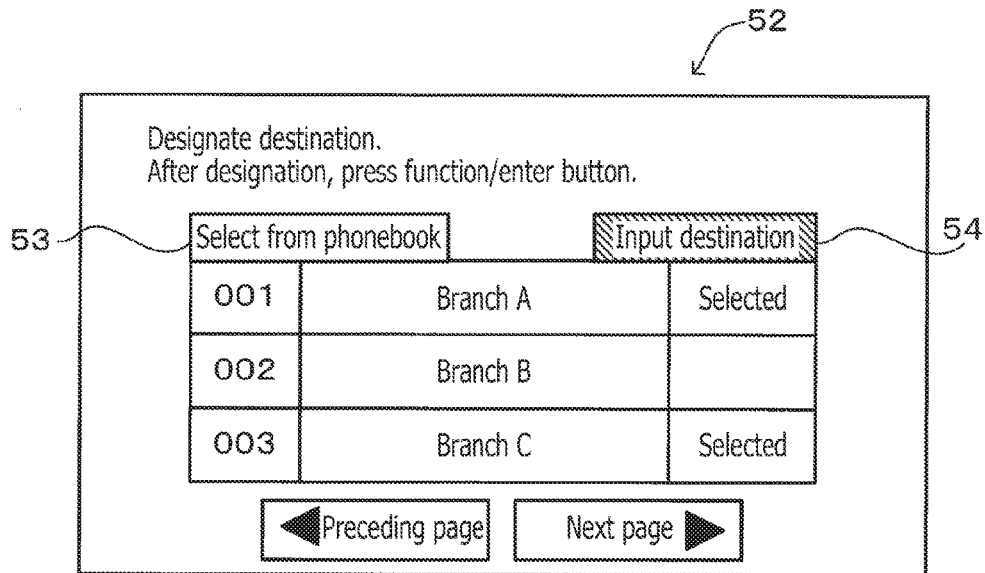 52
Designate destination.
After designation, press function/enter button.
53 Select from phonebook Input destination 54
001 Branch A Selected
002 Branch B
003 Branch C Selected
Preceding page Next page